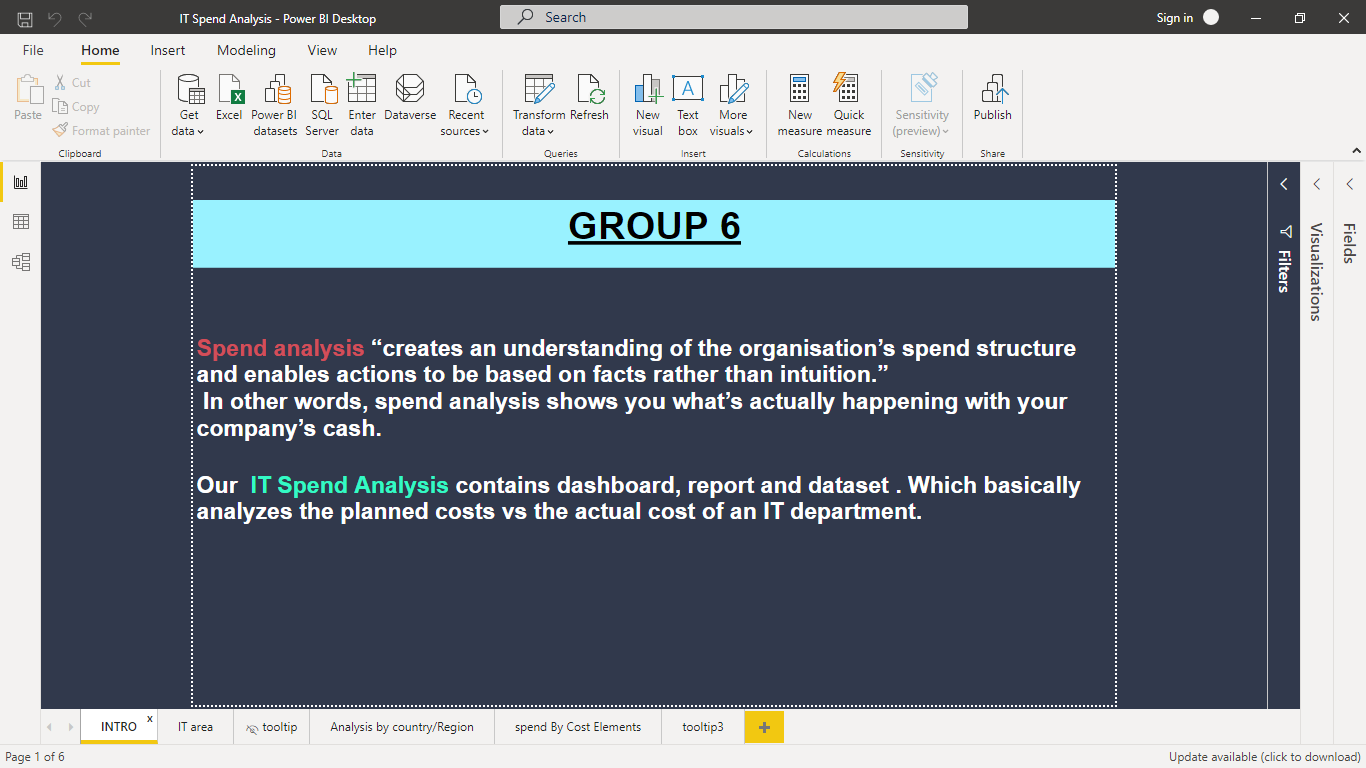 IT Spend Analysis - Power BI Desktop
Search
Sign in
File Home Insert Modeling View Help
Paste
Cut
Copy
Format painter
Clipboard
Get data
Excel
Power BI datasets
SQL Server
Enter data
Dataverse
Recent sources
Data
Transform data
Refresh
Queries
New visual
Text box
More visuals
Insert
New measure
Quick measure
Calculations
Sensitivity (preview)
Sensitivity
Publish
Share
GROUP 6
Spend analysis “creates an understanding of the organisation’s spend structure
and enables actions to be based on facts rather than intuition.”
In other words, spend analysis shows you what’s actually happening with your
company’s cash.
Our IT Spend Analysis contains dashboard, report and dataset . Which basically
analyzes the planned costs vs the actual cost of an IT department.
Filters
Visualizations
Fields
INTRO x IT area tooltip Analysis by country/Region spend By Cost Elements tooltip3 +
Page 1 of 6
Update available (click to download)